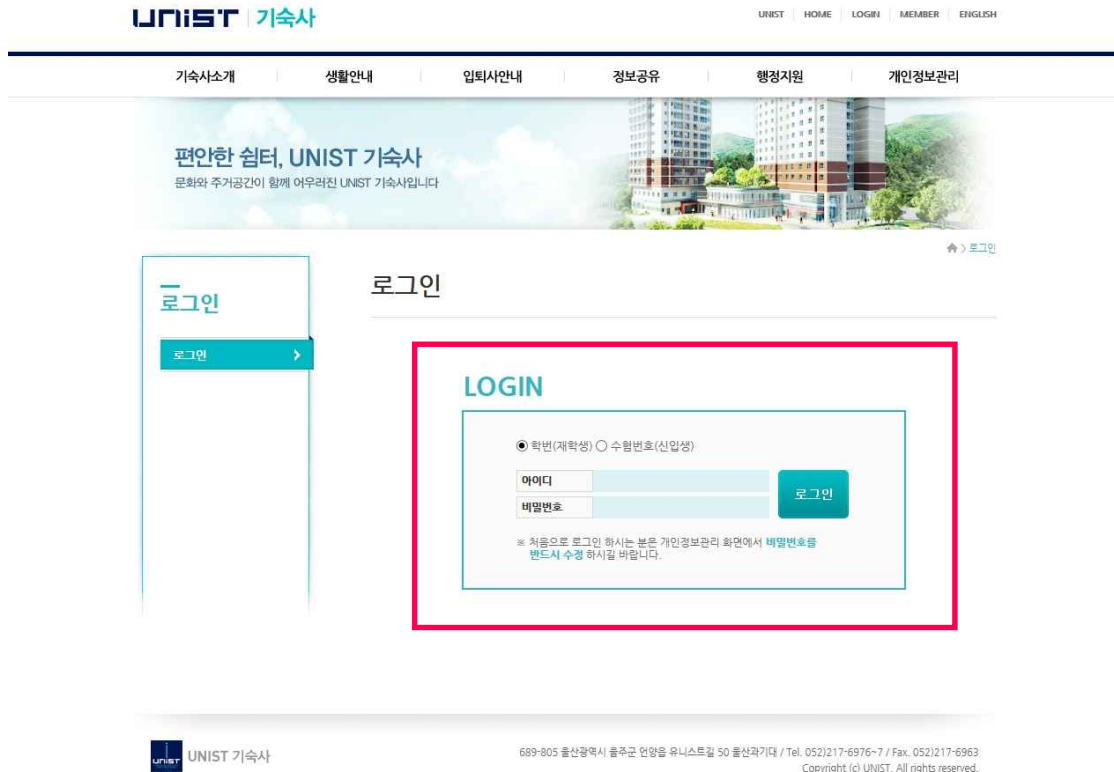 UNIST 기숙사
UNIST HOME LOGIN MEMBER ENGLISH
기숙사소개 생활안내 입퇴사안내 정보공유 행정지원 개인정보관리
편안한 쉼터, UNIST 기숙사
문화와 주거공간이 함께 어우러진 UNIST 기숙사입니다
> 로그인
로그인
로그인
로그인
LOGIN
학번(재학생) 수험번호(신입생)
아이디
비밀번호
로그인
※ 처음으로 로그인 하시는 분은 개인정보관리 화면에서 비밀번호를
반드시 수정 하시길 바랍니다.
UNIST UNIST 기숙사
689-805 울산광역시 울주군 언양읍 유니스트길 50 울산과기대 / Tel. 052)217-6976~7 / Fax. 052)217-6963
Copyright (c) UNIST. All rights reserved.